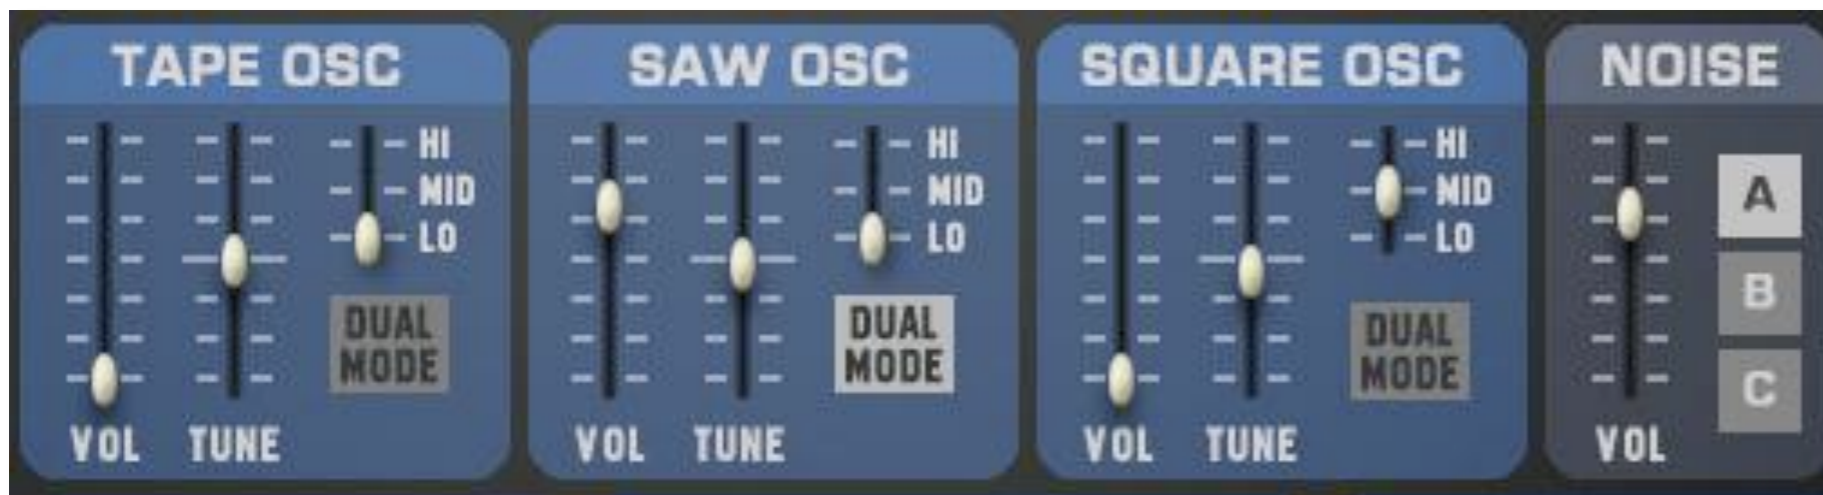 TAPE OSC
HI
MID
LO
DUAL
MODE
VOL TUNE
SAW OSC
HI
MID
LO
DUAL
MODE
VOL TUNE
SQUARE OSC
HI
MID
LO
DUAL
MODE
VOL TUNE
NOISE
A
B
C
VOL